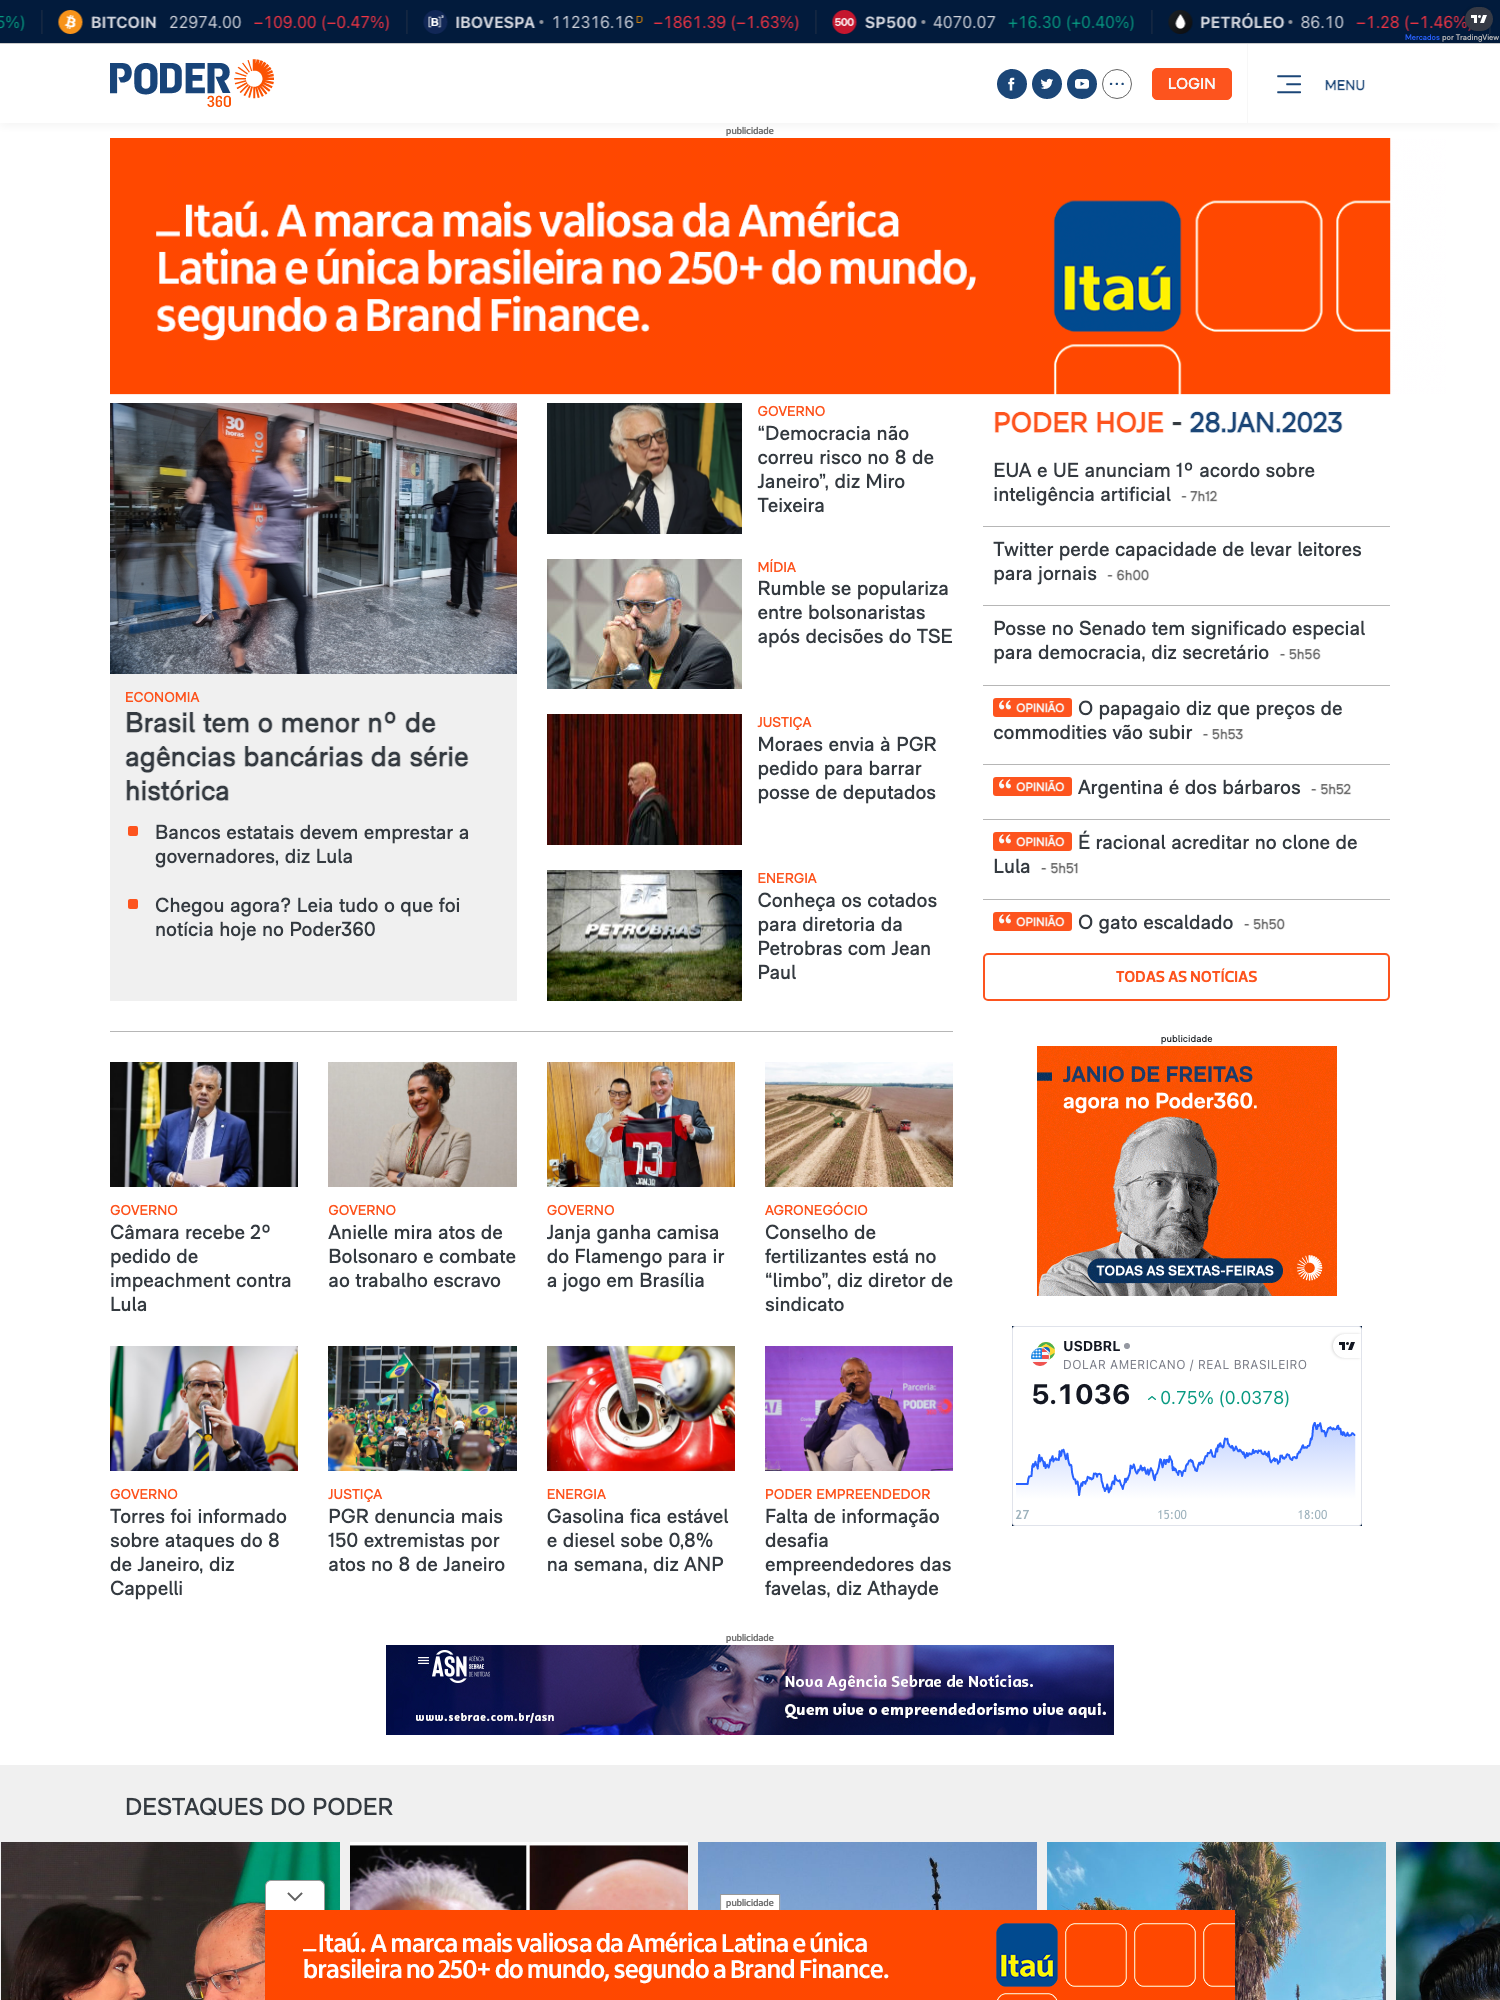 5%)
BITCOIN 22974.00 −109.00 (−0.47%)
IBOVESPA 112316.16 D −1861.39 (−1.63%)
500 SP500 4070.07 +16.30 (+0.40%)
PETRÓLEO 86.10 −1.28 (−1.46%
Mercados por TradingView
PODER
360
LOGIN
MENU
publicidade
_Itaú. A marca mais valiosa da América
Latina e única brasileira no 250+ do mundo,
segundo a Brand Finance.
Itaú
30
horas
ECONOMIA
Brasil tem o menor nº de
agências bancárias da série
histórica
Bancos estatais devem emprestar a
governadores, diz Lula
Chegou agora? Leia tudo o que foi
notícia hoje no Poder360
GOVERNO
“Democracia não
correu risco no 8 de
Janeiro”, diz Miro
Teixeira
MÍDIA
Rumble se populariza
entre bolsonaristas
após decisões do TSE
JUSTIÇA
Moraes envia à PGR
pedido para barrar
posse de deputados
BR
PETROBRAS
ENERGIA
Conheça os cotados
para diretoria da
Petrobras com Jean
Paul
PODER HOJE - 28.JAN.2023
EUA e UE anunciam 1º acordo sobre
inteligência artificial - 7h12
Twitter perde capacidade de levar leitores
para jornais - 6h00
Posse no Senado tem significado especial
para democracia, diz secretário - 5h56
“ OPINIÃO O papagaio diz que preços de
commodities vão subir - 5h53
“ OPINIÃO Argentina é dos bárbaros - 5h52
“ OPINIÃO É racional acreditar no clone de
Lula - 5h51
“ OPINIÃO O gato escaldado - 5h50
TODAS AS NOTÍCIAS
GOVERNO
Câmara recebe 2º
pedido de
impeachment contra
Lula
GOVERNO
Anielle mira atos de
Bolsonaro e combate
ao trabalho escravo
13
JANJA
GOVERNO
Janja ganha camisa
do Flamengo para ir
a jogo em Brasília
AGRONEGÓCIO
Conselho de
fertilizantes está no
“limbo”, diz diretor de
sindicato
publicidade
JANIO DE FREITAS
agora no Poder360.
TODAS AS SEXTAS-FEIRAS
USDBRL
DOLAR AMERICANO / REAL BRASILEIRO
5.1036 0.75% (0.0378)
27 15:00 18:00
GOVERNO
Torres foi informado
sobre ataques do 8
de Janeiro, diz
Cappelli
JUSTIÇA
PGR denuncia mais
150 extremistas por
atos no 8 de Janeiro
ENERGIA
Gasolina fica estável
e diesel sobe 0,8%
na semana, diz ANP
Parceria:
PODER
PODER EMPREENDEDOR
Falta de informação
desafia
empreendedores das
favelas, diz Athayde
publicidade
ASN AGÊNCIA
SEBRAE
DE NOTÍCIAS
www.sebrae.com.br/asn
Nova Agência Sebrae de Notícias.
Quem vive o empreendedorismo vive aqui.
DESTAQUES DO PODER
publicidade
_Itaú. A marca mais valiosa da América Latina e única
brasileira no 250+ do mundo, segundo a Brand Finance.
Itaú